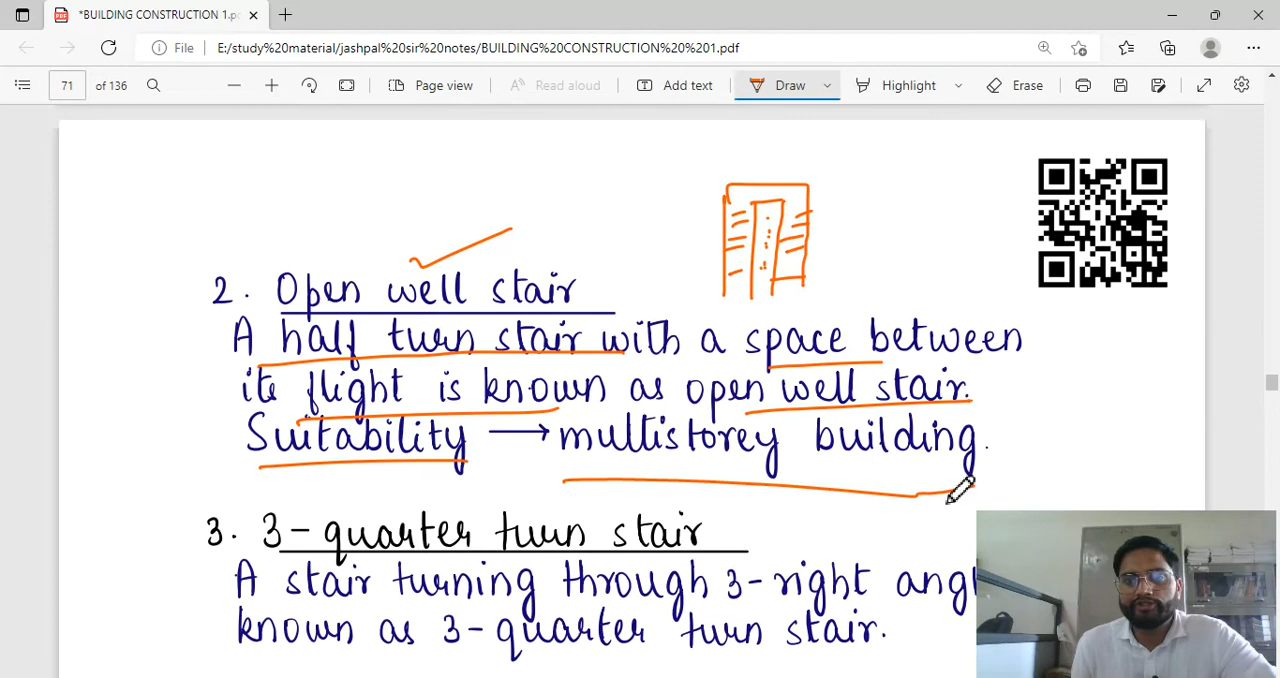 *BUILDING CONSTRUCTION 1.pd
File E:/study%20material/jashpal%20sir%20notes/BUILDING%20CONSTRUCTION%20%201.pdf
71 of 136 Page view Read aloud Add text Draw Highlight Erase
2. Open well stair
A half turn stair with a space between
its flight is known as open well stair.
Suitability → multistorey building.
3. 3-quarter turn stair
A stair turning through 3-right ang
known as 3-quarter turn stair.